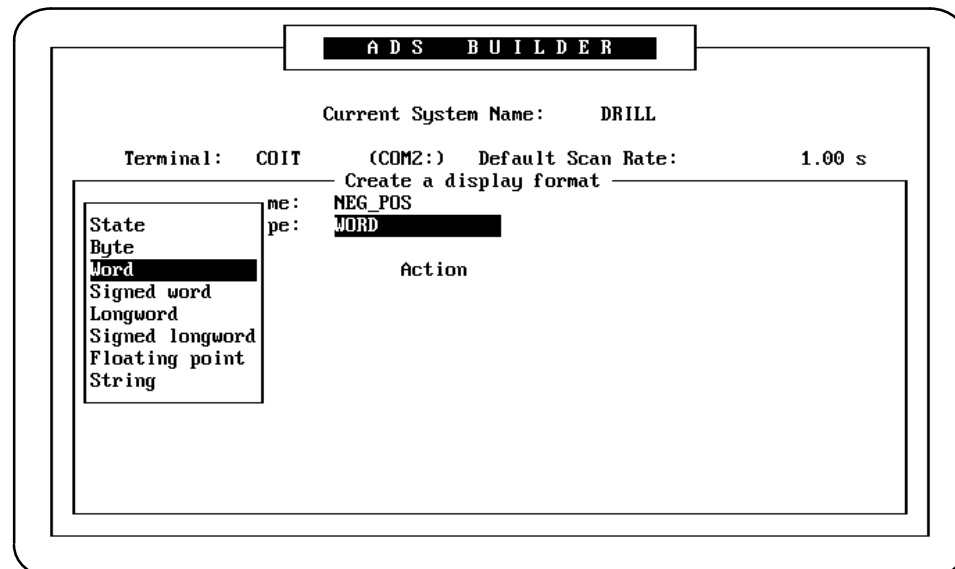 ADS BUILDER
Current System Name: DRILL
Terminal: COIT (COM2:) Default Scan Rate: 1.00 s
Create a display format
me: NEG_POS
State pe: WORD
Byte
Word Action
Signed word
Longword
Signed longword
Floating point
String